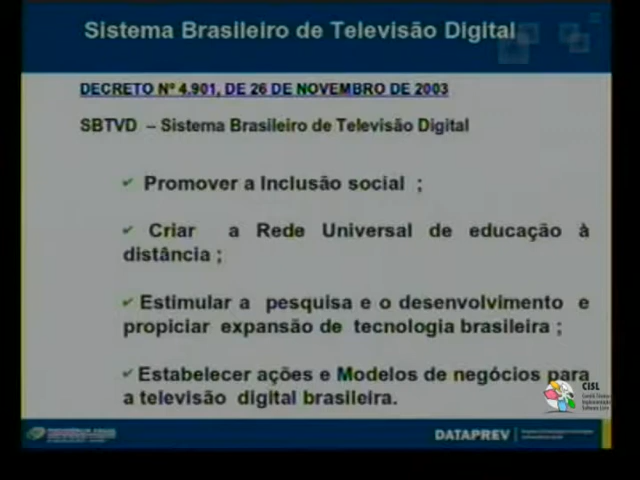 Sistema Brasileiro de Televisão Digital
DECRETO Nº 4.901, DE 26 DE NOVEMBRO DE 2003
SBTVD – Sistema Brasileiro de Televisão Digital
✔ Promover a Inclusão social ;
✔ Criar a Rede Universal de educação à
distância ;
✔ Estimular a pesquisa e o desenvolvimento e
propiciar expansão de tecnologia brasileira ;
✔ Estabelecer ações e Modelos de negócios para
a televisão digital brasileira.
CISL
DATAPREV